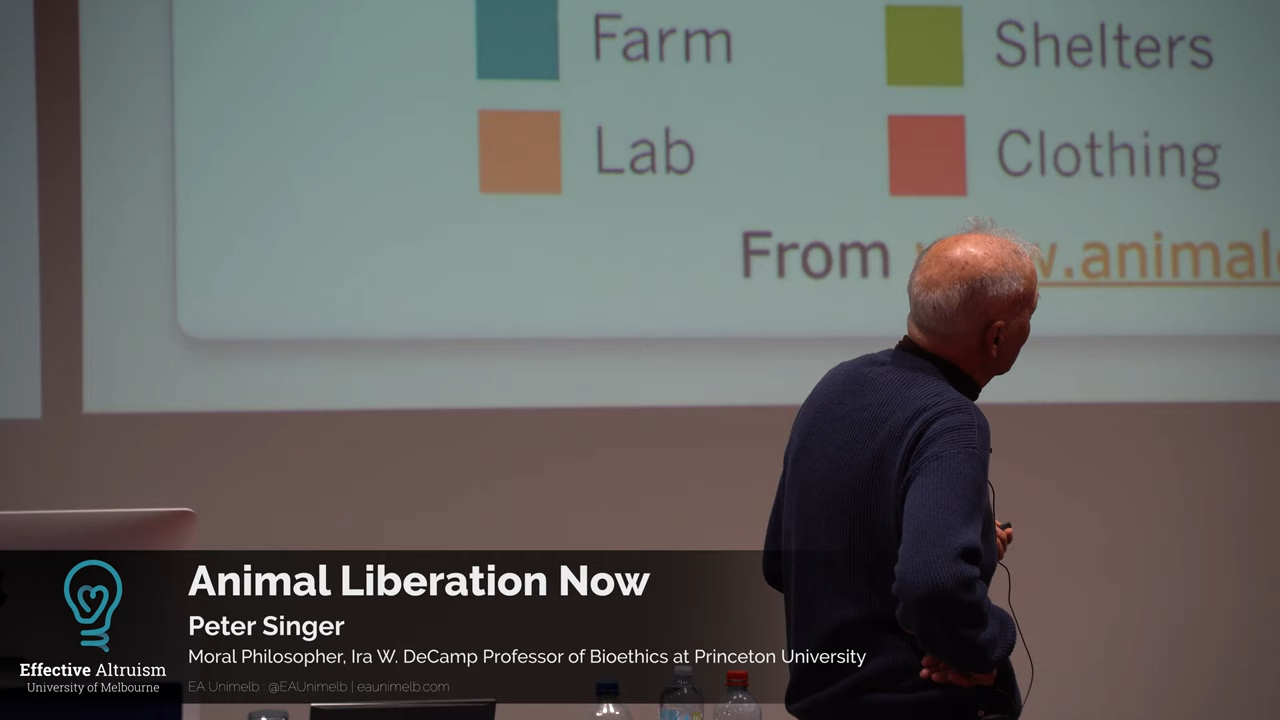 Farm
Shelters
Lab
Clothing
From w.animal
Animal Liberation Now
Peter Singer
Moral Philosopher, Ira W. DeCamp Professor of Bioethics at Princeton University
Effective Altruism
University of Melbourne
EA Unimelb : @EAUnimelb | eaunimelb.com